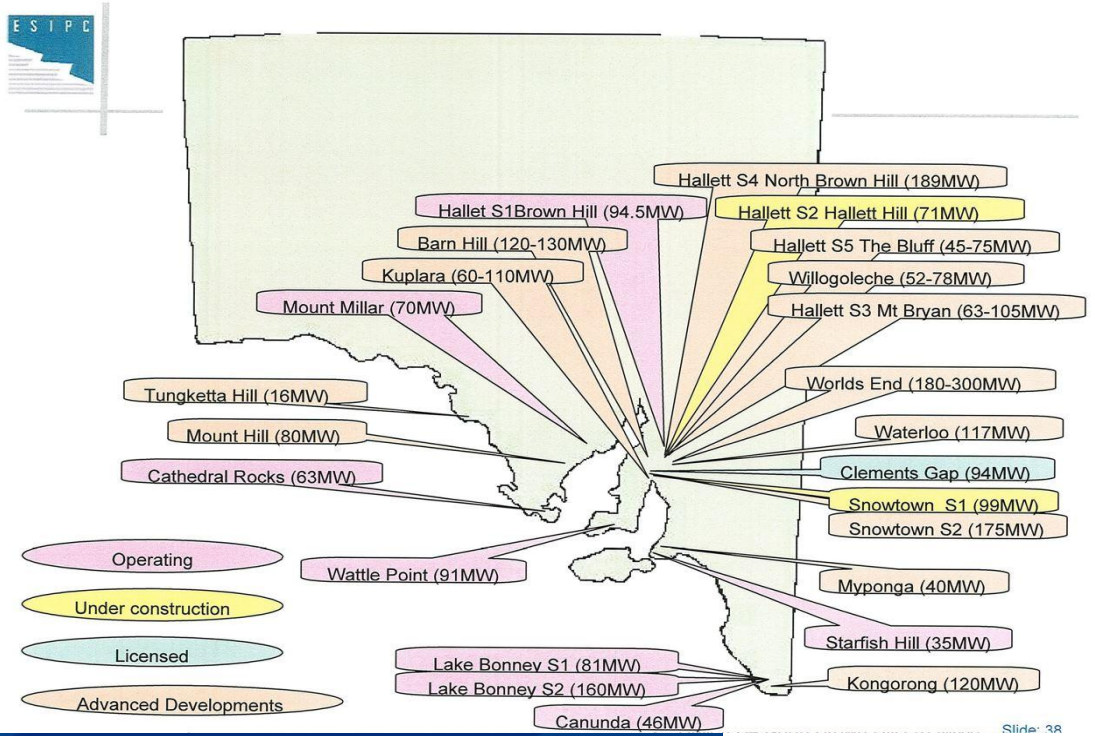 ESIPC
Hallett S4 North Brown Hill (189MW)
Hallet S1Brown Hill (94.5MW)
Hallett S2 Hallett Hill (71MW)
Barn Hill (120-130MW)
Hallett S5 The Bluff (45-75MW)
Kuplara (60-110MW)
Willogoleche (52-78MW)
Mount Millar (70MW)
Hallett S3 Mt Bryan (63-105MW)
Tungketta Hill (16MW)
Worlds End (180-300MW)
Mount Hill (80MW)
Waterloo (117MW)
Cathedral Rocks (63MW)
Clements Gap (94MW)
Snowtown S1 (99MW)
Snowtown S2 (175MW)
Operating
Wattle Point (91MW)
Myponga (40MW)
Under construction
Starfish Hill (35MW)
Licensed
Lake Bonney S1 (81MW)
Lake Bonney S2 (160MW)
Kongorong (120MW)
Advanced Developments
Canunda (46MW)
Slide: 38